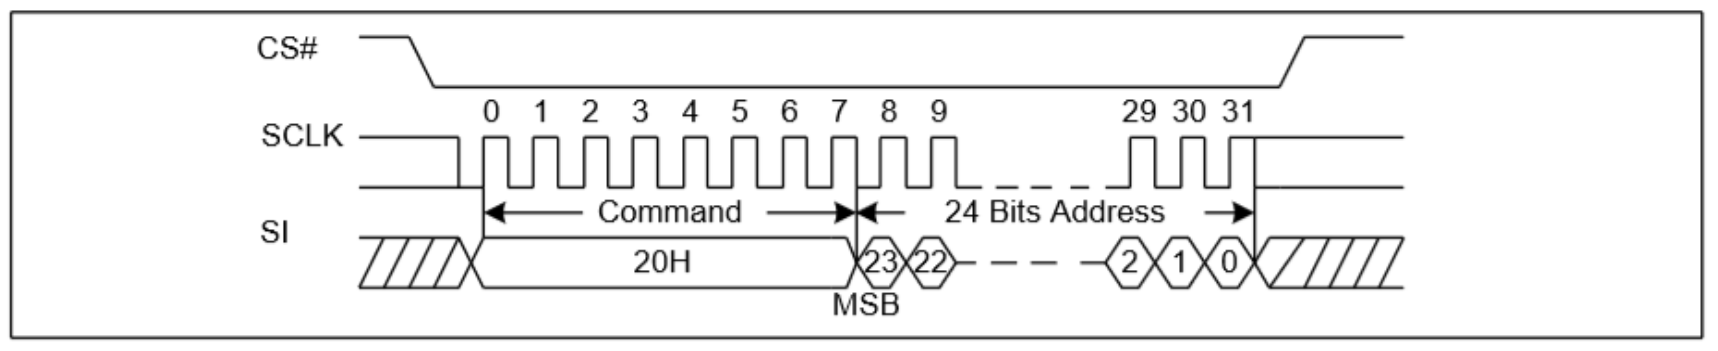 CS#
0 1 2 3 4 5 6 7 8 9 29 30 31
SCLK
Command 24 Bits Address
SI
20H 23 22 2 1 0
MSB